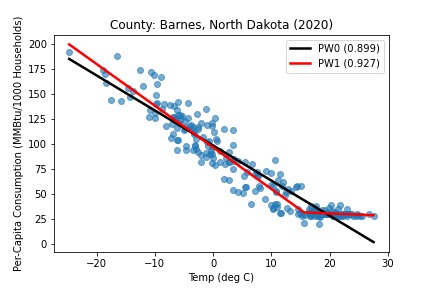 County: Barnes, North Dakota (2020)
PW0 (0.899)
PW1 (0.927)
Per-Capita Consumption (MMBtu/1000 Households)
200
175
150
125
100
75
50
25
0
−20 −10 0 10 20 30
Temp (deg C)